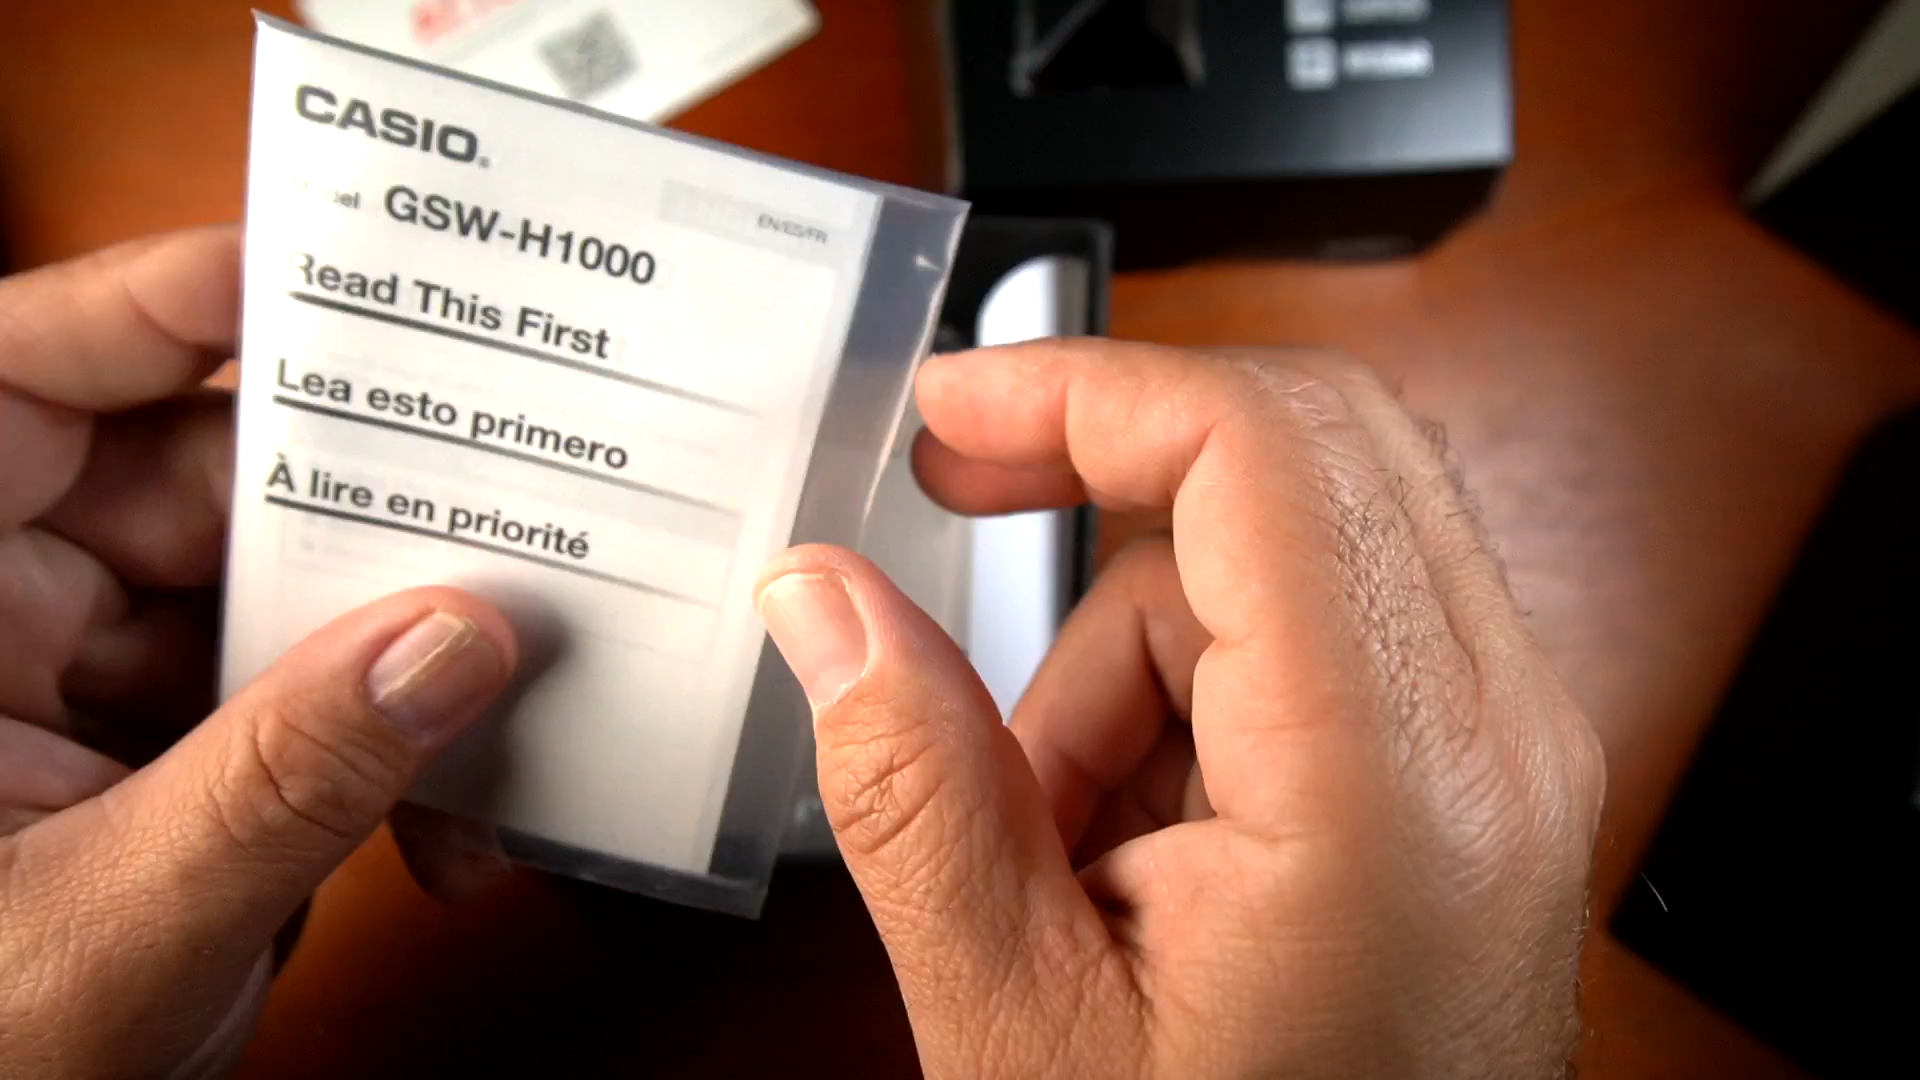 CASIO®
GSW-H1000
EN/ES/FR
Read This First
Lea esto primero
À lire en priorité